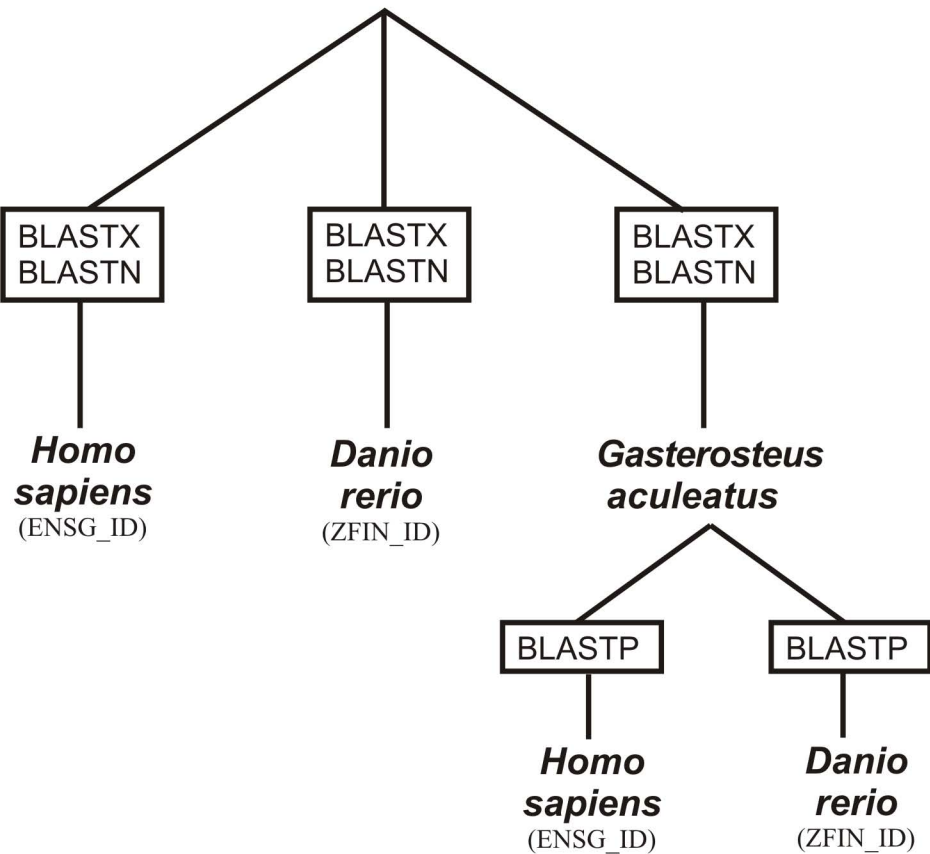 BLASTX
BLASTN
BLASTX
BLASTN
BLASTX
BLASTN
Homo
sapiens
(ENSG_ID)
Danio
rerio
(ZFIN_ID)
Gasterosteus
aculeatus
BLASTP
BLASTP
Homo
sapiens
(ENSG_ID)
Danio
rerio
(ZFIN_ID)